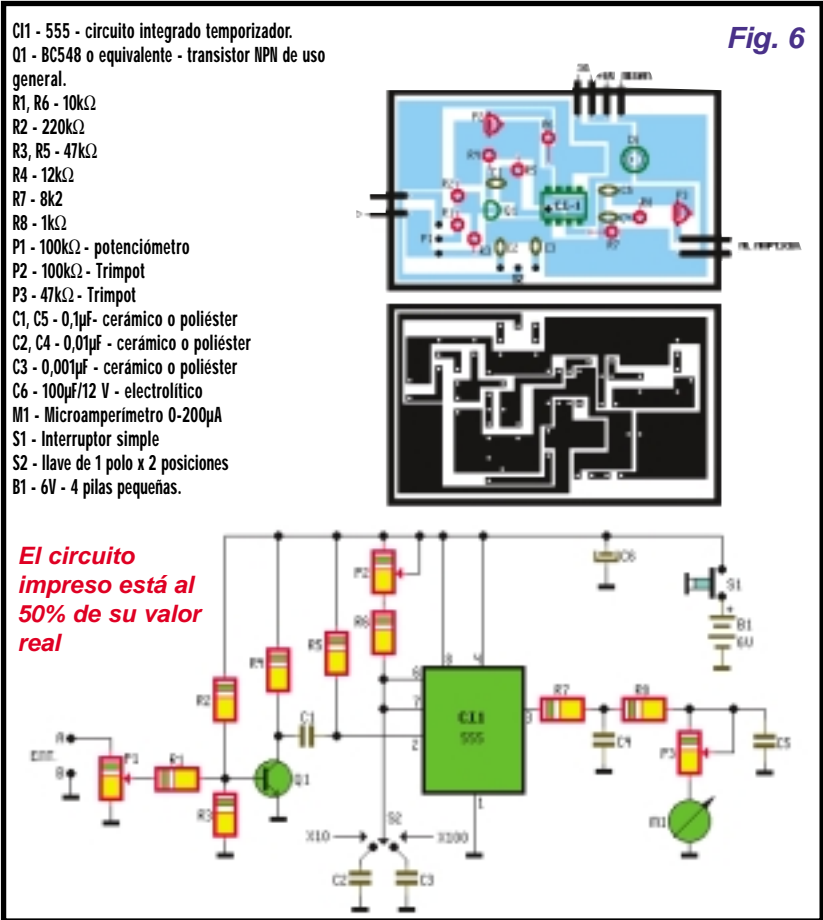 CI1 - 555 - circuito integrado temporizador.
Q1 - BC548 o equivalente - transistor NPN de uso
general.
R1, R6 - 10kΩ
R2 - 220kΩ
R3, R5 - 47kΩ
R4 - 12kΩ
R7 - 8k2
R8 - 1kΩ
P1 - 100kΩ - potenciómetro
P2 - 100kΩ - Trimpot
P3 - 47kΩ - Trimpot
C1, C5 - 0,1µF- cerámico o poliéster
C2, C4 - 0,01µF - cerámico o poliéster
C3 - 0,001µF - cerámico o poliéster
C6 - 100µF/12 V - electrolítico
M1 - Microamperímetro 0-200µA
S1 - Interruptor simple
S2 - llave de 1 polo x 2 posiciones
B1 - 6V - 4 pilas pequeñas.
Fig. 6
CI-1
R7
S2
El circuito
impreso está al
50% de su valor
real
P2
C6
S1
R6
+
B1
6V
R4
R5
R2
8
4
6
7
CI1
555
3
R7
R8
C1
2
A
ENT.
B
P1
R1
Q1
C4
P3
C5
R3
1
S2
M1
X10
X100
C2
C3